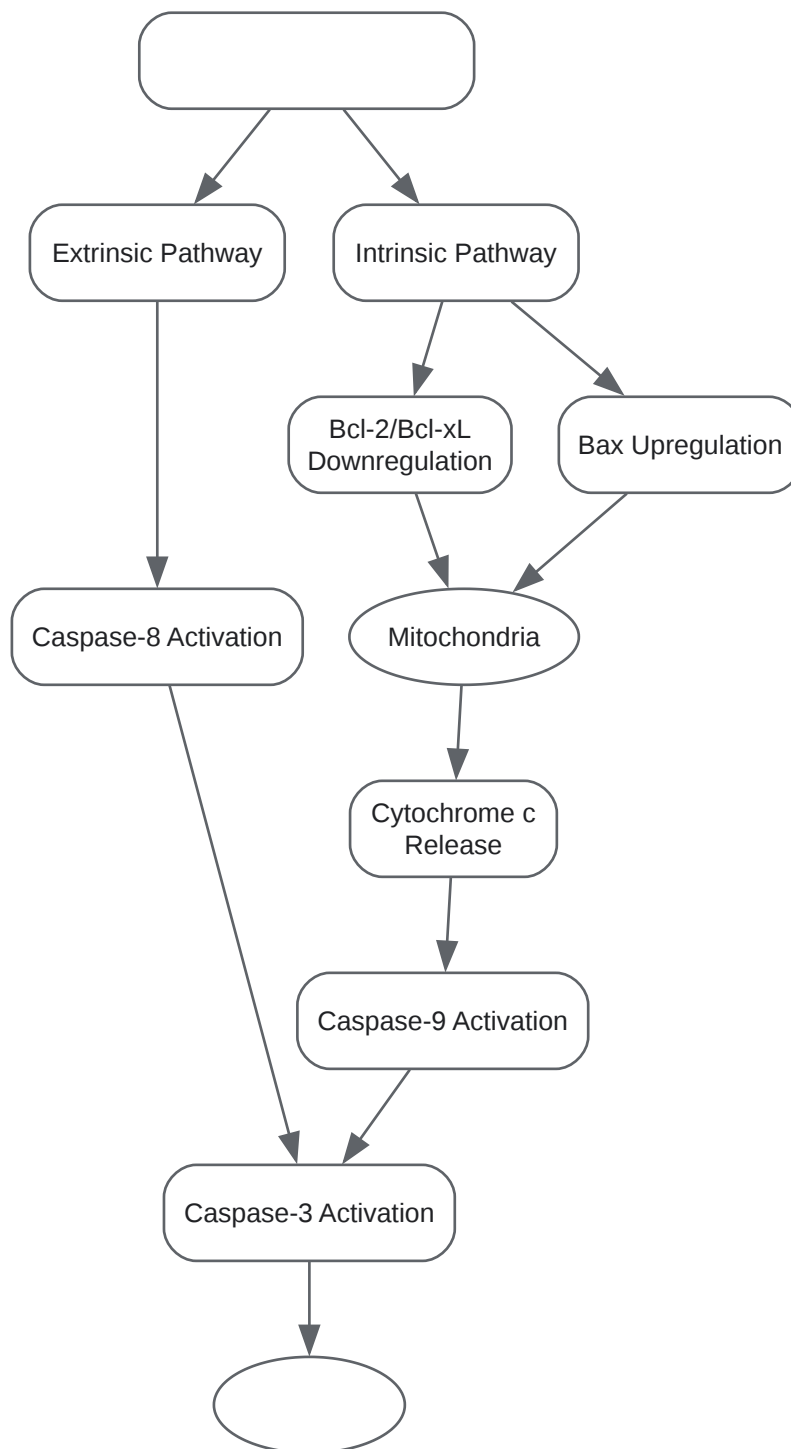 Extrinsic Pathway
Intrinsic Pathway
Bcl-2/Bcl-xL
Downregulation
Bax Upregulation
Caspase-8 Activation
Mitochondria
Cytochrome c
Release
Caspase-9 Activation
Caspase-3 Activation